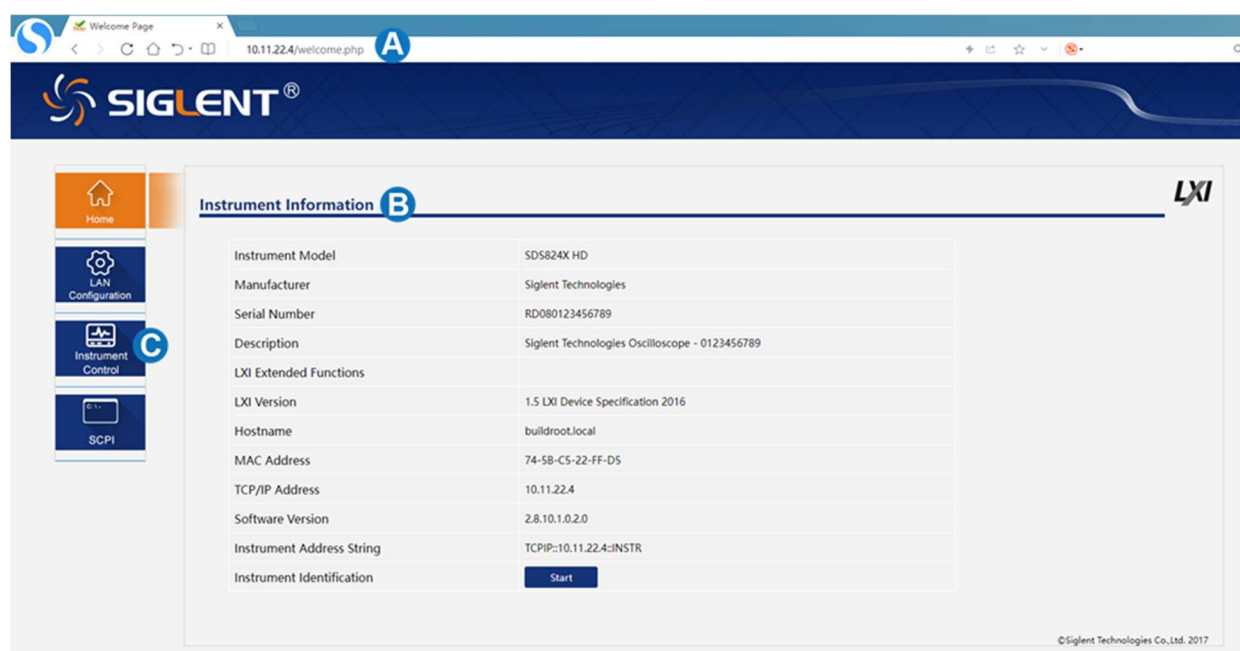 Welcome Page
10.11.22.4/welcome.php A
SIGLENT®
Home
LAN
Configuration
Instrument
Control
C
C:\-
SCPI
Instrument Information B
LXI
Instrument Model SDS824X HD
Manufacturer Siglent Technologies
Serial Number RD080123456789
Description Siglent Technologies Oscilloscope - 0123456789
LXI Extended Functions
LXI Version 1.5 LXI Device Specification 2016
Hostname buildroot.local
MAC Address 74-5B-C5-22-FF-D5
TCP/IP Address 10.11.22.4
Software Version 2.8.10.1.0.2.0
Instrument Address String TCPIP::10.11.22.4::INSTR
Instrument Identification Start
©Siglent Technologies Co.,Ltd. 2017